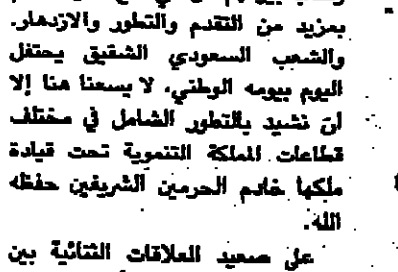 بمزيد من التقدم والتطور والازدهار.
والشعب السعودي الشقيق يحتفل
اليوم بيومه الوطني، لا يسعنا هنا إلا
أن نشيد بالتطور الشامل في مختلف
قطاعات المملكة التنموية تحت قيادة
ملكها خادم الحرمين الشريفين حفظه
الله.
على صعيد العلاقات الثنائية بين